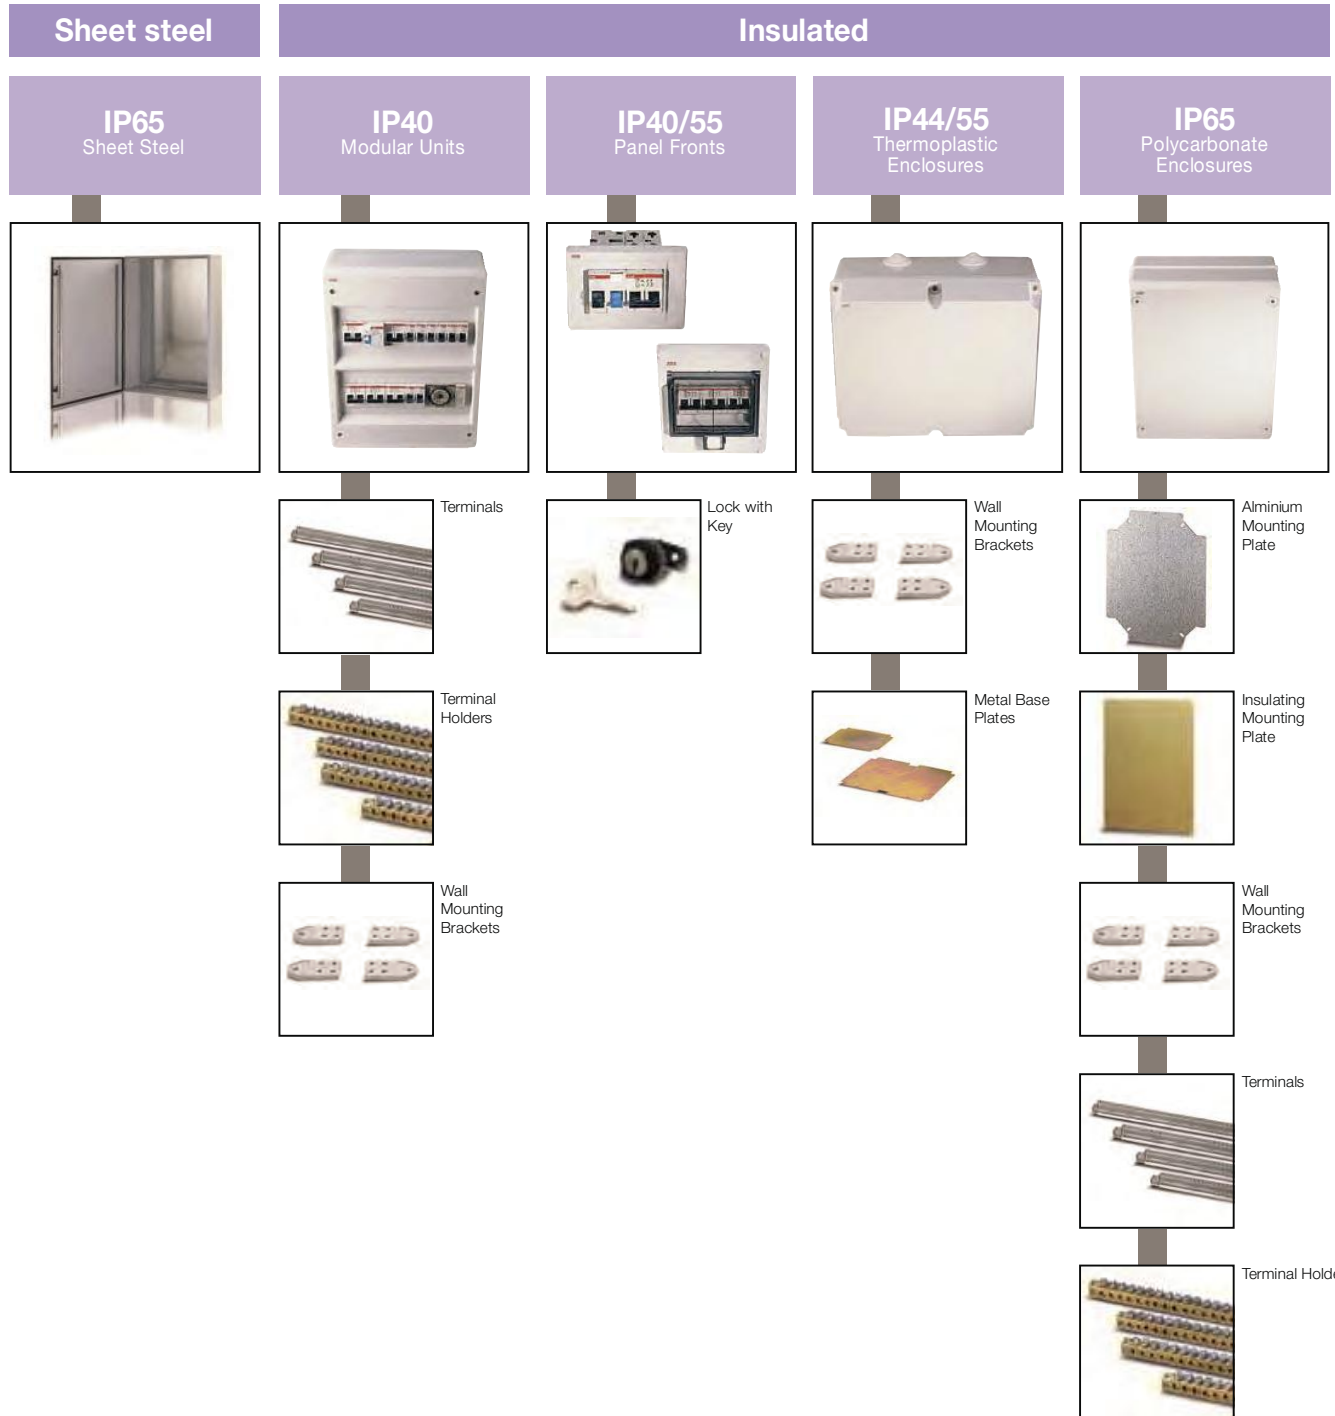 Sheet steel
Insulated
IP65
Sheet Steel
IP40
Modular Units
IP40/55
Panel Fronts
IP44/55
Thermoplastic
Enclosures
IP65
Polycarbonate
Enclosures
Terminals
Lock with
Key
Wall
Mounting
Brackets
Alminium
Mounting
Plate
Terminal
Holders
Metal Base
Plates
Insulating
Mounting
Plate
Wall
Mounting
Brackets
Wall
Mounting
Brackets
Terminals
Terminal Holde